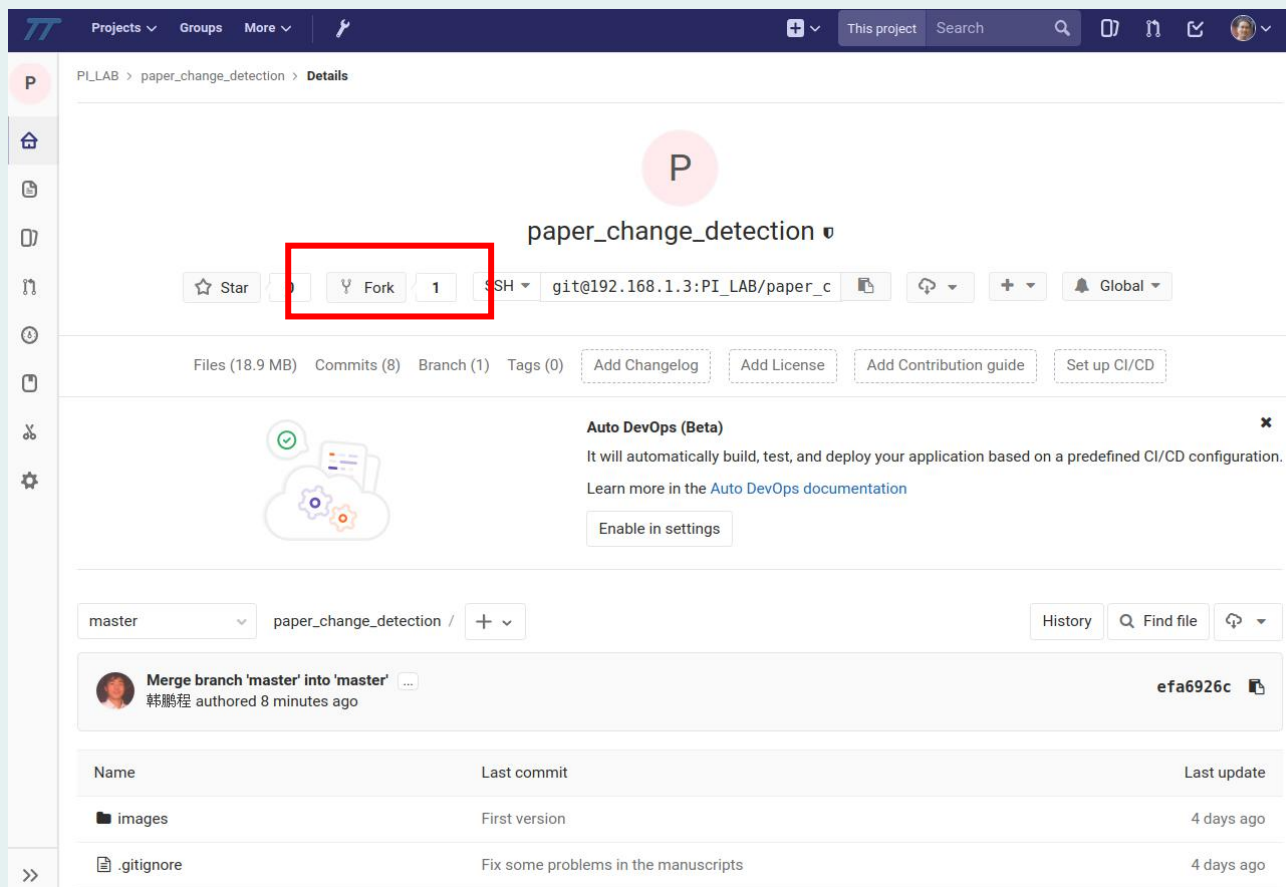 Projects Groups More This project Search
P
PI_LAB > paper_change_detection > Details
P
paper_change_detection
Star 0 Fork 1 SSH git@192.168.1.3:PI_LAB/paper_c Global
Files (18.9 MB) Commits (8) Branch (1) Tags (0) Add Changelog Add License Add Contribution guide Set up CI/CD
Auto DevOps (Beta)
It will automatically build, test, and deploy your application based on a predefined CI/CD configuration.
Learn more in the Auto DevOps documentation
Enable in settings
master paper_change_detection / + History Find file
Merge branch 'master' into 'master' ...
韩鹏程 authored 8 minutes ago
efa6926c
Name Last commit Last update
images First version 4 days ago
.gitignore Fix some problems in the manuscripts 4 days ago